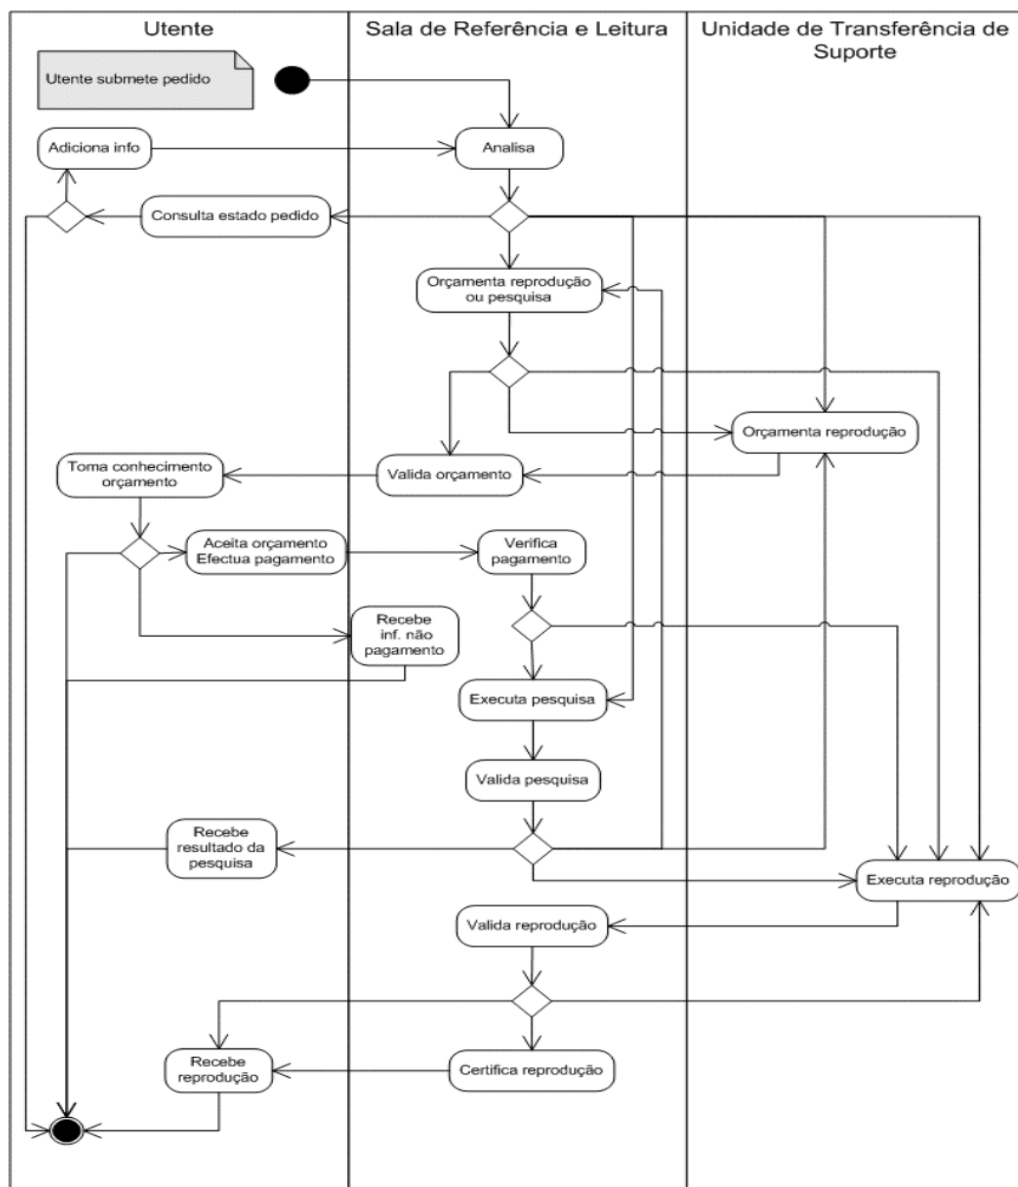 Utente
Sala de Referência e Leitura
Unidade de Transferência de
Suporte
Utente submete pedido
Adiciona info
Analisa
Consulta estado pedido
Orçamenta reprodução
ou pesquisa
Orçamenta reprodução
Toma conhecimento
orçamento
Valida orçamento
Aceita orçamento
Efectua pagamento
Verifica
pagamento
Recebe
inf. não
pagamento
Executa pesquisa
Valida pesquisa
Recebe
resultado da
pesquisa
Executa reprodução
Valida reprodução
Recebe
reprodução
Certifica reprodução